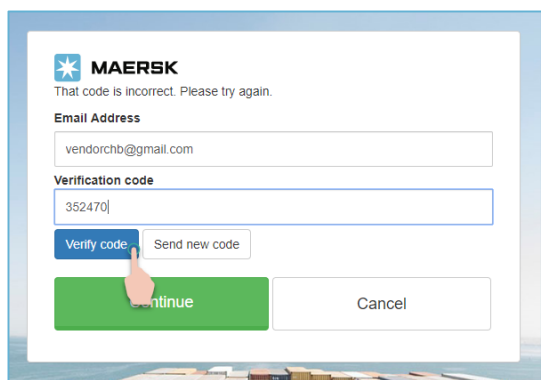 MAERSK
That code is incorrect. Please try again.
Email Address
vendorchb@gmail.com
Verification code
352470
Verify code Send new code
ntinue Cancel